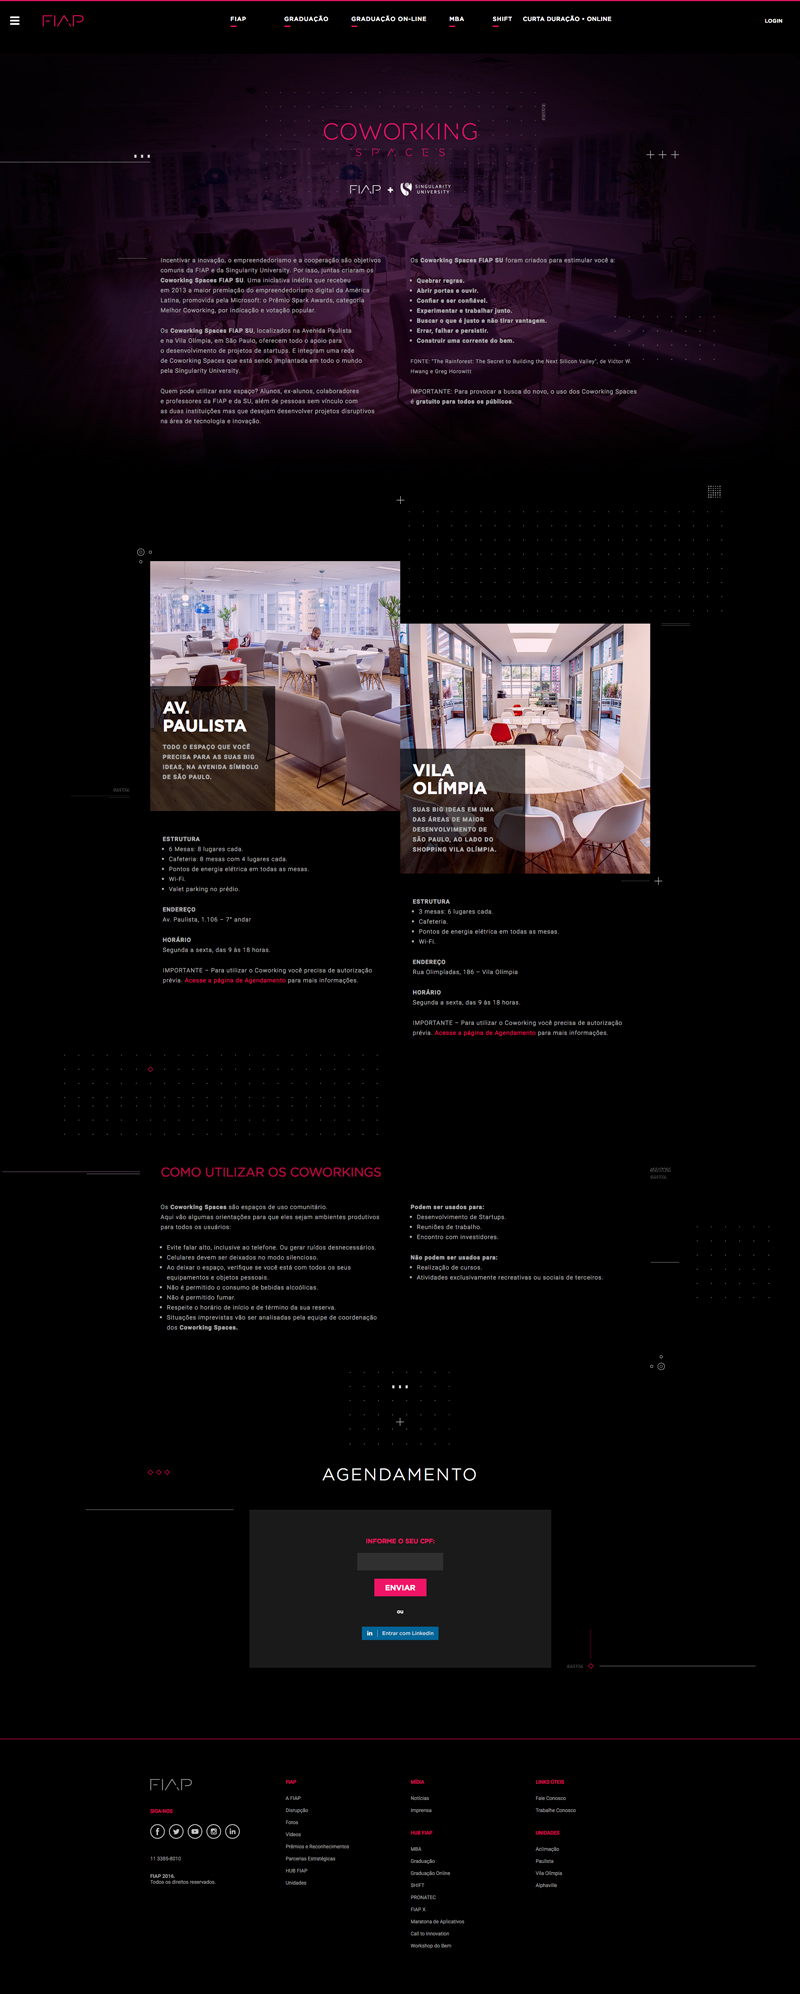 FIAP
FIAP
GRADUAÇÃO
GRADUAÇÃO ON-LINE
MBA
SHIFT
CURTA DURAÇÃO • ONLINE
LOGIN
COWORKING
SPACES
FIAP + SINGULARITY
UNIVERSITY
Incentivar a inovação, o empreendedorismo e a cooperação são objetivos
comuns da FIAP e da Singularity University. Por isso, juntas criaram os
Coworking Spaces FIAP SU. Uma iniciativa inédita que recebeu
em 2013 a maior premiação do empreendedorismo digital da América
Latina, promovida pela Microsoft: o Prêmio Spark Awards, categoria
Melhor Coworking, por indicação e votação popular.
Os Coworking Spaces FIAP SU, localizados na Avenida Paulista
e na Vila Olímpia, em São Paulo, oferecem todo o apoio para
o desenvolvimento de projetos de startups. E integram uma rede
de Coworking Spaces que está sendo implantada em todo o mundo
pela Singularity University.
Quem pode utilizar este espaço? Alunos, ex-alunos, colaboradores
e professores da FIAP e da SU, além de pessoas sem vínculo com
as duas instituições mas que desejam desenvolver projetos disruptivos
na área de tecnologia e inovação.
Os Coworking Spaces FIAP SU foram criados para estimular você a:
• Quebrar regras.
• Abrir portas e ouvir.
• Confiar e ser confiável.
• Experimentar e trabalhar junto.
• Buscar o que é justo e não tirar vantagem.
• Errar, falhar e persistir.
• Construir uma corrente do bem.
FONTE: "The Rainforest: The Secret to Building the Next Silicon Valley", de Victor W.
Hwang e Greg Horowitt
IMPORTANTE: Para provocar a busca do novo, o uso dos Coworking Spaces
é gratuito para todos os públicos.
AV.
PAULISTA
TODO O ESPAÇO QUE VOCÊ
PRECISA PARA AS SUAS BIG
IDEAS, NA AVENIDA SÍMBOLO
DE SÃO PAULO.
ESTRUTURA
• 6 Mesas: 8 lugares cada.
• Cafeteria: 8 mesas com 4 lugares cada.
• Pontos de energia elétrica em todas as mesas.
• Wi-Fi.
• Valet parking no prédio.
ENDEREÇO
Av. Paulista, 1.106 – 7° andar
HORÁRIO
Segunda a sexta, das 9 às 18 horas.
IMPORTANTE – Para utilizar o Coworking você precisa de autorização
prévia. Acesse a página de Agendamento para mais informações.
VILA
OLÍMPIA
SUAS BIG IDEAS EM UMA
DAS ÁREAS DE MAIOR
DESENVOLVIMENTO DE
SÃO PAULO, AO LADO DO
SHOPPING VILA OLÍMPIA.
ESTRUTURA
• 3 mesas: 6 lugares cada.
• Cafeteria.
• Pontos de energia elétrica em todas as mesas.
• Wi-Fi.
ENDEREÇO
Rua Olimpíadas, 186 – Vila Olímpia
HORÁRIO
Segunda a sexta, das 9 às 18 horas.
IMPORTANTE – Para utilizar o Coworking você precisa de autorização
prévia. Acesse a página de Agendamento para mais informações.
COMO UTILIZAR OS COWORKINGS
Os Coworking Spaces são espaços de uso comunitário.
Aqui vão algumas orientações para que eles sejam ambientes produtivos
para todos os usuários:
• Evite falar alto, inclusive ao telefone. Ou gerar ruídos desnecessários.
• Celulares devem ser deixados no modo silencioso.
• Ao deixar o espaço, verifique se você está com todos os seus
equipamentos e objetos pessoais.
• Não é permitido o consumo de bebidas alcoólicas.
• Não é permitido fumar.
• Respeite o horário de início e de término da sua reserva.
• Situações imprevistas vão ser analisadas pela equipe de coordenação
dos Coworking Spaces.
Podem ser usados para:
• Desenvolvimento de Startups.
• Reuniões de trabalho.
• Encontro com investidores.
Não podem ser usados para:
• Realização de cursos.
• Atividades exclusivamente recreativas ou sociais de terceiros.
AGENDAMENTO
INFORME O SEU CPF:
ENVIAR
ou
in Entrar com LinkedIn
FIAP
SIGA-NOS
11 3385-8010
FIAP 2016.
Todos os direitos reservados.
FIAP
A FIAP
Disrupção
Fotos
Vídeos
Prêmios e Reconhecimentos
Parcerias Estratégicas
HUB FIAP
Unidades
MÍDIA
Notícias
Imprensa
HUB FIAP
MBA
Graduação
Graduação Online
SHIFT
PRONATEC
FIAP X
Maratona de Aplicativos
Call to Innovation
Workshop do Bem
LINKS ÚTEIS
Fale Conosco
Trabalhe Conosco
UNIDADES
Aclimação
Paulista
Vila Olímpia
Alphaville